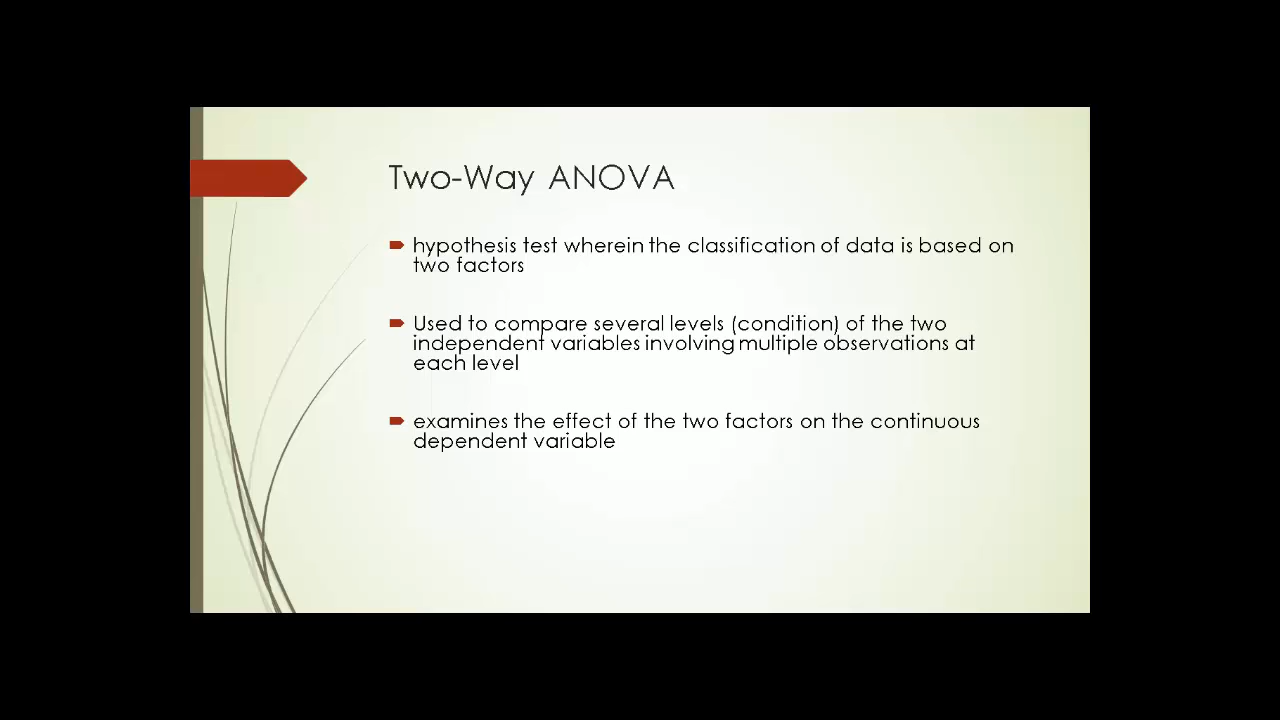 Two-Way ANOVA
hypothesis test wherein the classification of data is based on
two factors
Used to compare several levels (condition) of the two
independent variables involving multiple observations at
each level
examines the effect of the two factors on the continuous
dependent variable